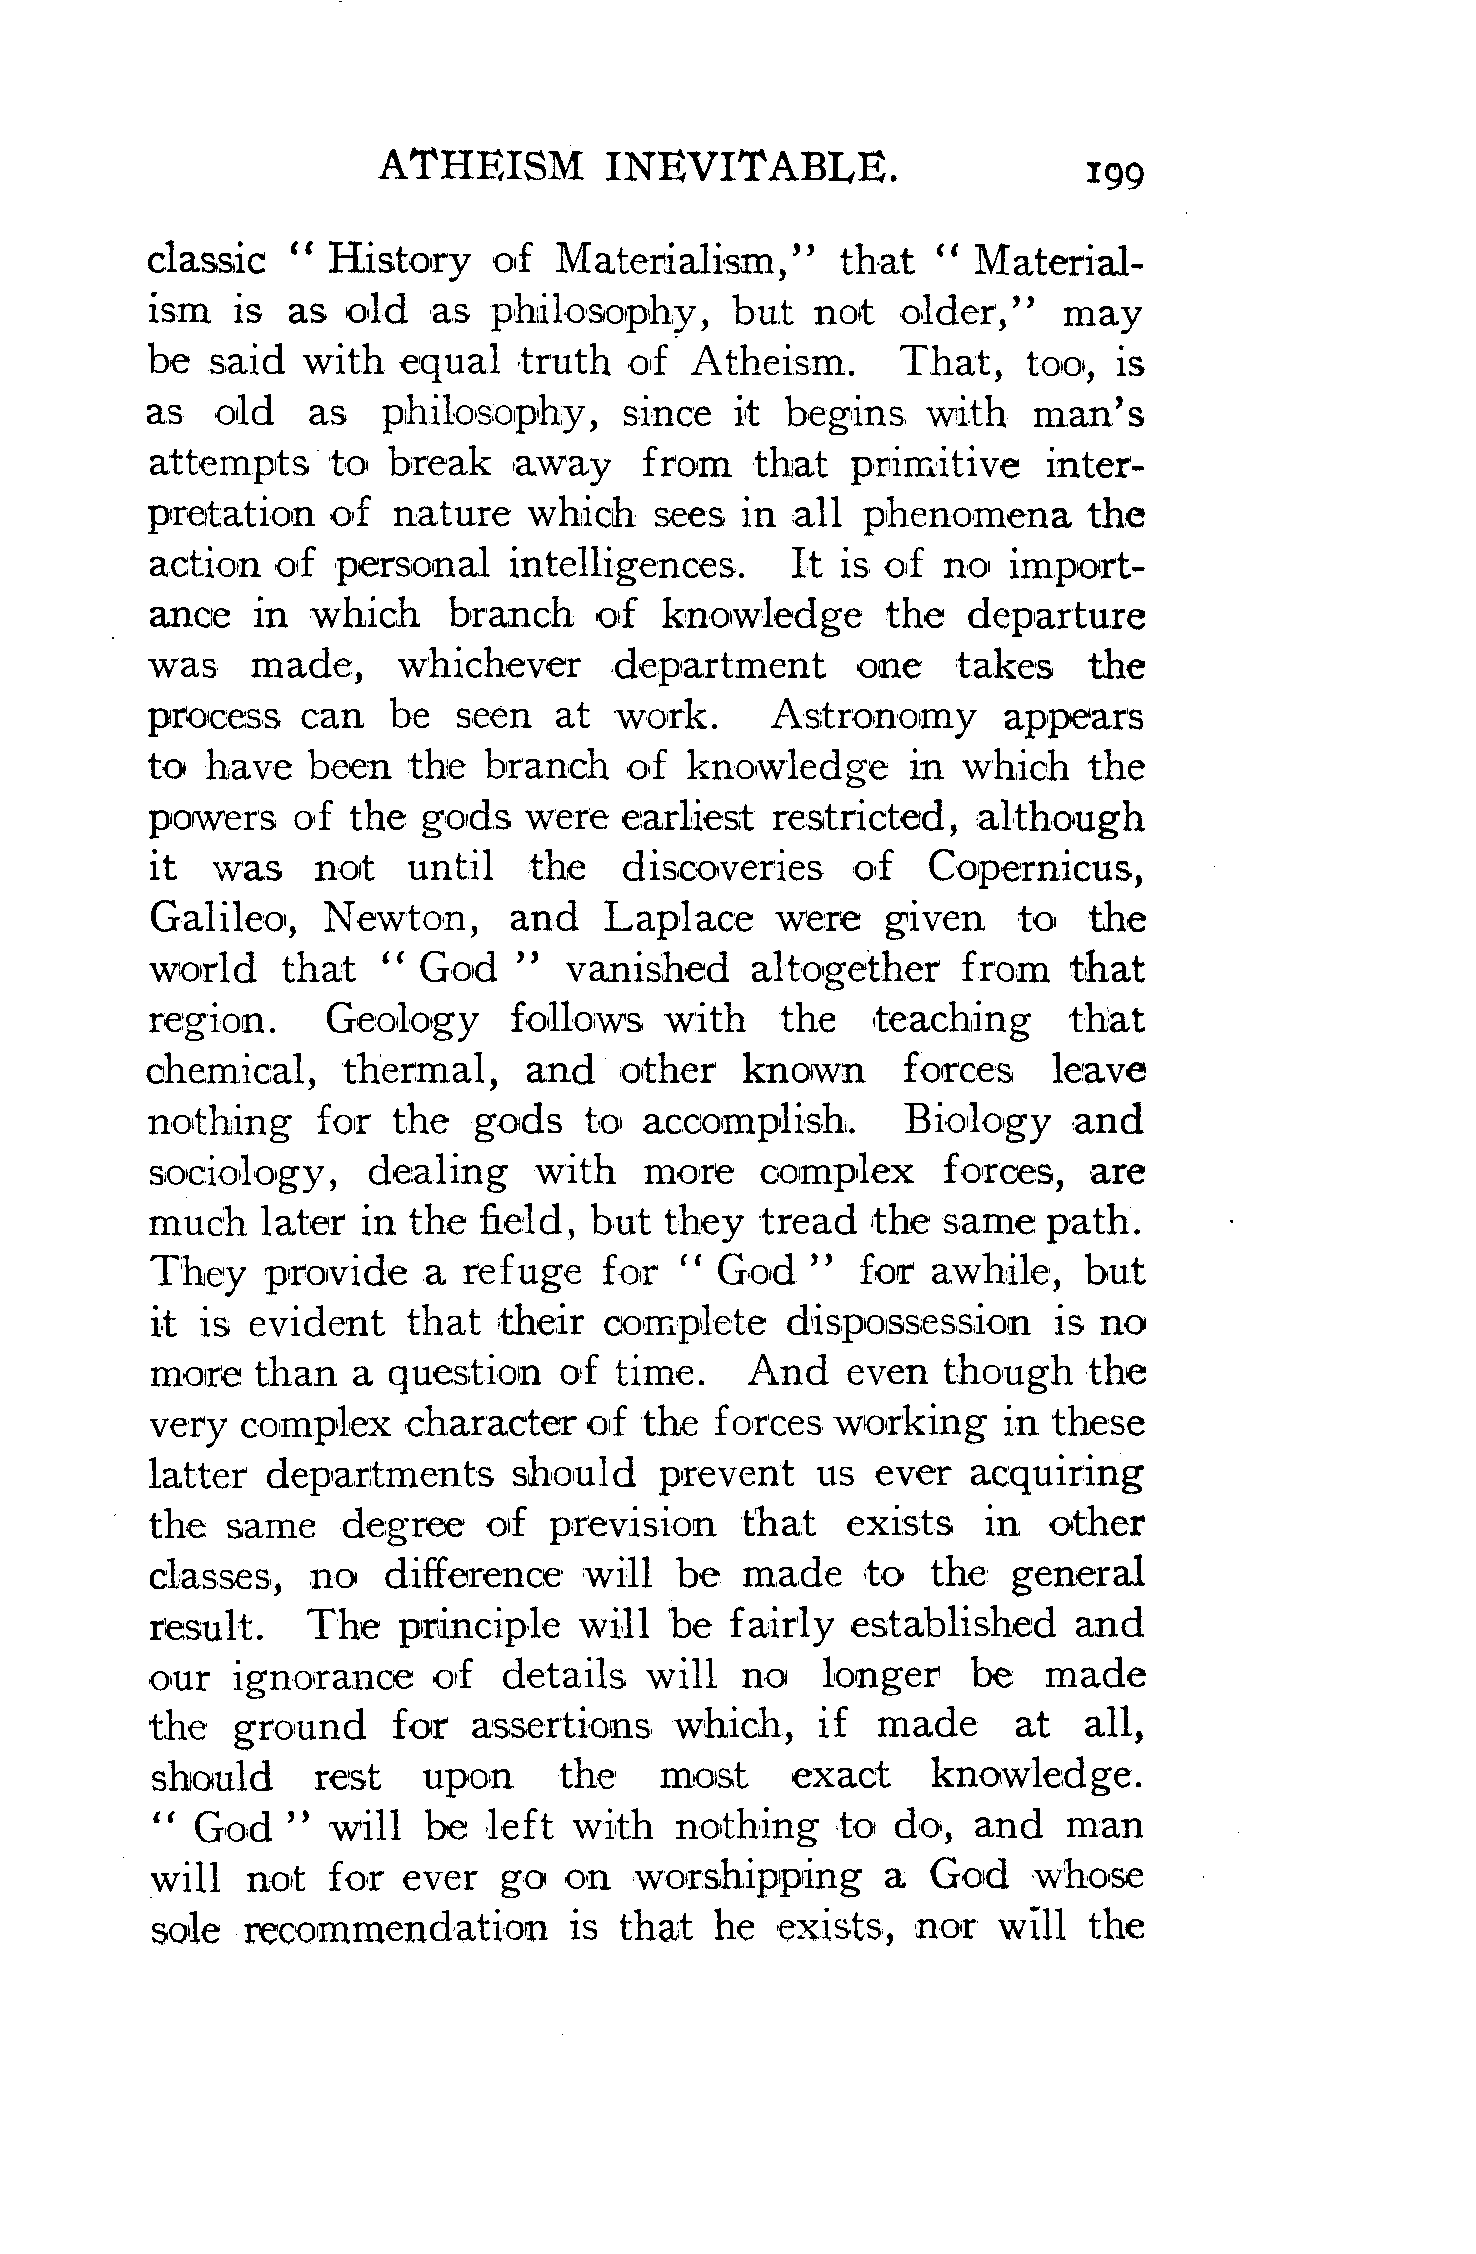 ATHEISM INEVITABLE. 199
classic " History of Materialism," that " Material-
ism is as old as philosophy, but not older," may
be said with equal truth of Atheism. That, too, is
as old as philosophy, since it begins with man's
attempts to break away from that primitive inter-
pretation of nature which sees in all phenomena the
action of personal intelligences. It is of no import-
ance in which branch of knowledge the departure
was made, whichever department one takes the
process can be seen at work. Astronomy appears
to have been the branch of knowledge in which the
powers of the gods were earliest restricted, although
it was not until the discoveries of Copernicus,
Galileo, Newton, and Laplace were given to the
world that " God " vanished altogether from that
region. Geology follows with the teaching that
chemical, thermal, and other known forces leave
nothing for the gods to accomplish. Biology and
sociology, dealing with more complex forces, are
much later in the field, but they tread the same path.
They provide a refuge for " God " for awhile, but
it is evident that their complete dispossession is no
more than a question of time. And even though the
very complex character of the forces working in these
latter departments should prevent us ever acquiring
the same degree of prevision that exists in other
classes, no difference will be made to the general
result. The principle will be fairly established and
our ignorance of details will no longer be made
the ground for assertions which, if made at all,
should rest upon the most exact knowledge.
" God " will be left with nothing to do, and man
will not for ever go on worshipping a God whose
sole recommendation is that he exists, nor will the